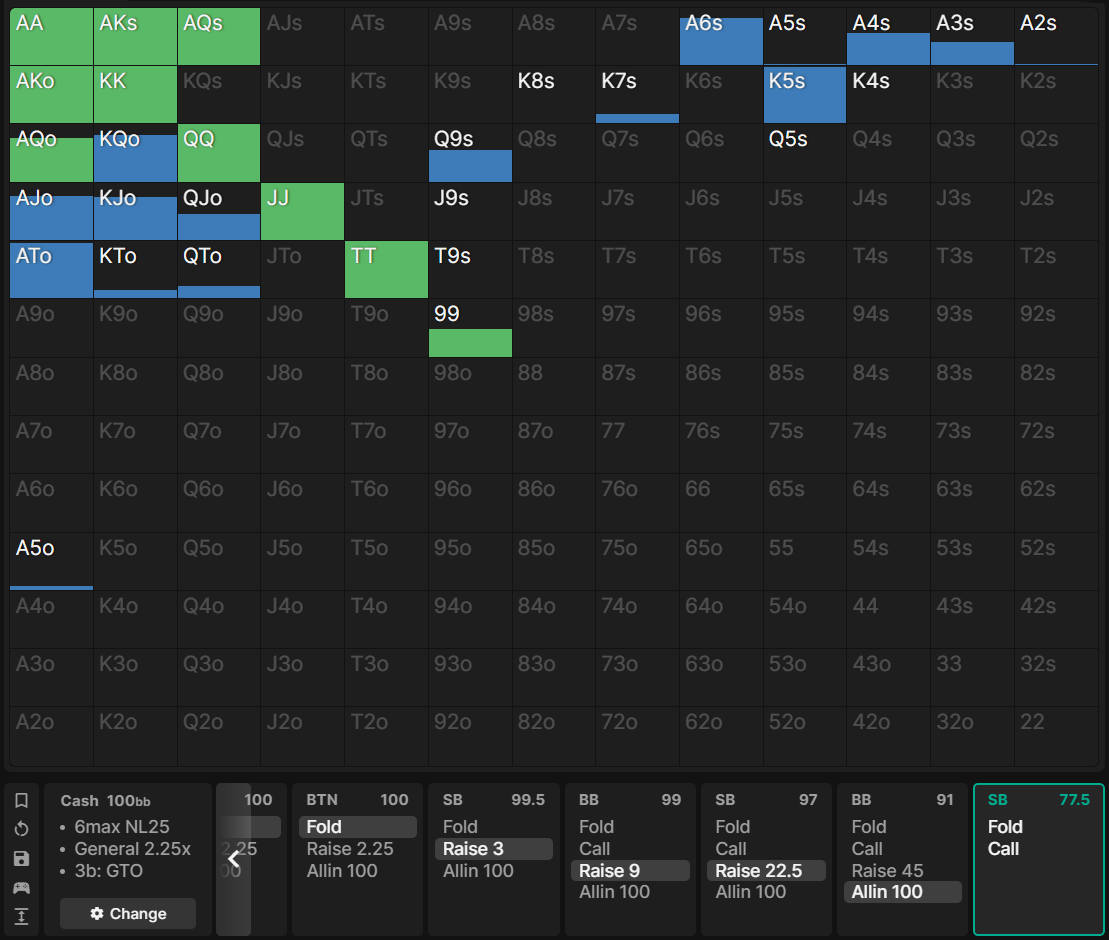 AA AKs AQs AJs ATs A9s A8s A7s A6s A5s A4s A3s A2s
AKo KK KQs KJs KTs K9s K8s K7s K6s K5s K4s K3s K2s
AQo KQo QQ QJs QTs Q9s Q8s Q7s Q6s Q5s Q4s Q3s Q2s
AJo KJo QJo JJ JTs J9s J8s J7s J6s J5s J4s J3s J2s
ATo KTo QTo JTo TT T9s T8s T7s T6s T5s T4s T3s T2s
A9o K9o Q9o J9o T9o 99 98s 97s 96s 95s 94s 93s 92s
A8o K8o Q8o J8o T8o 98o 88 87s 86s 85s 84s 83s 82s
A7o K7o Q7o J7o T7o 97o 87o 77 76s 75s 74s 73s 72s
A6o K6o Q6o J6o T6o 96o 86o 76o 66 65s 64s 63s 62s
A5o K5o Q5o J5o T5o 95o 85o 75o 65o 55 54s 53s 52s
A4o K4o Q4o J4o T4o 94o 84o 74o 64o 54o 44 43s 42s
A3o K3o Q3o J3o T3o 93o 83o 73o 63o 53o 43o 33 32s
A2o K2o Q2o J2o T2o 92o 82o 72o 62o 52o 42o 32o 22
Cash 100bb
• 6max NL25
• General 2.25x
• 3b: GTO
Change
100
2.25
00
BTN 100
Fold
Raise 2.25
Allin 100
SB 99.5
Fold
Raise 3
Allin 100
BB 99
Fold
Call
Raise 9
Allin 100
SB 97
Fold
Call
Raise 22.5
Allin 100
BB 91
Fold
Call
Raise 45
Allin 100
SB 77.5
Fold
Call